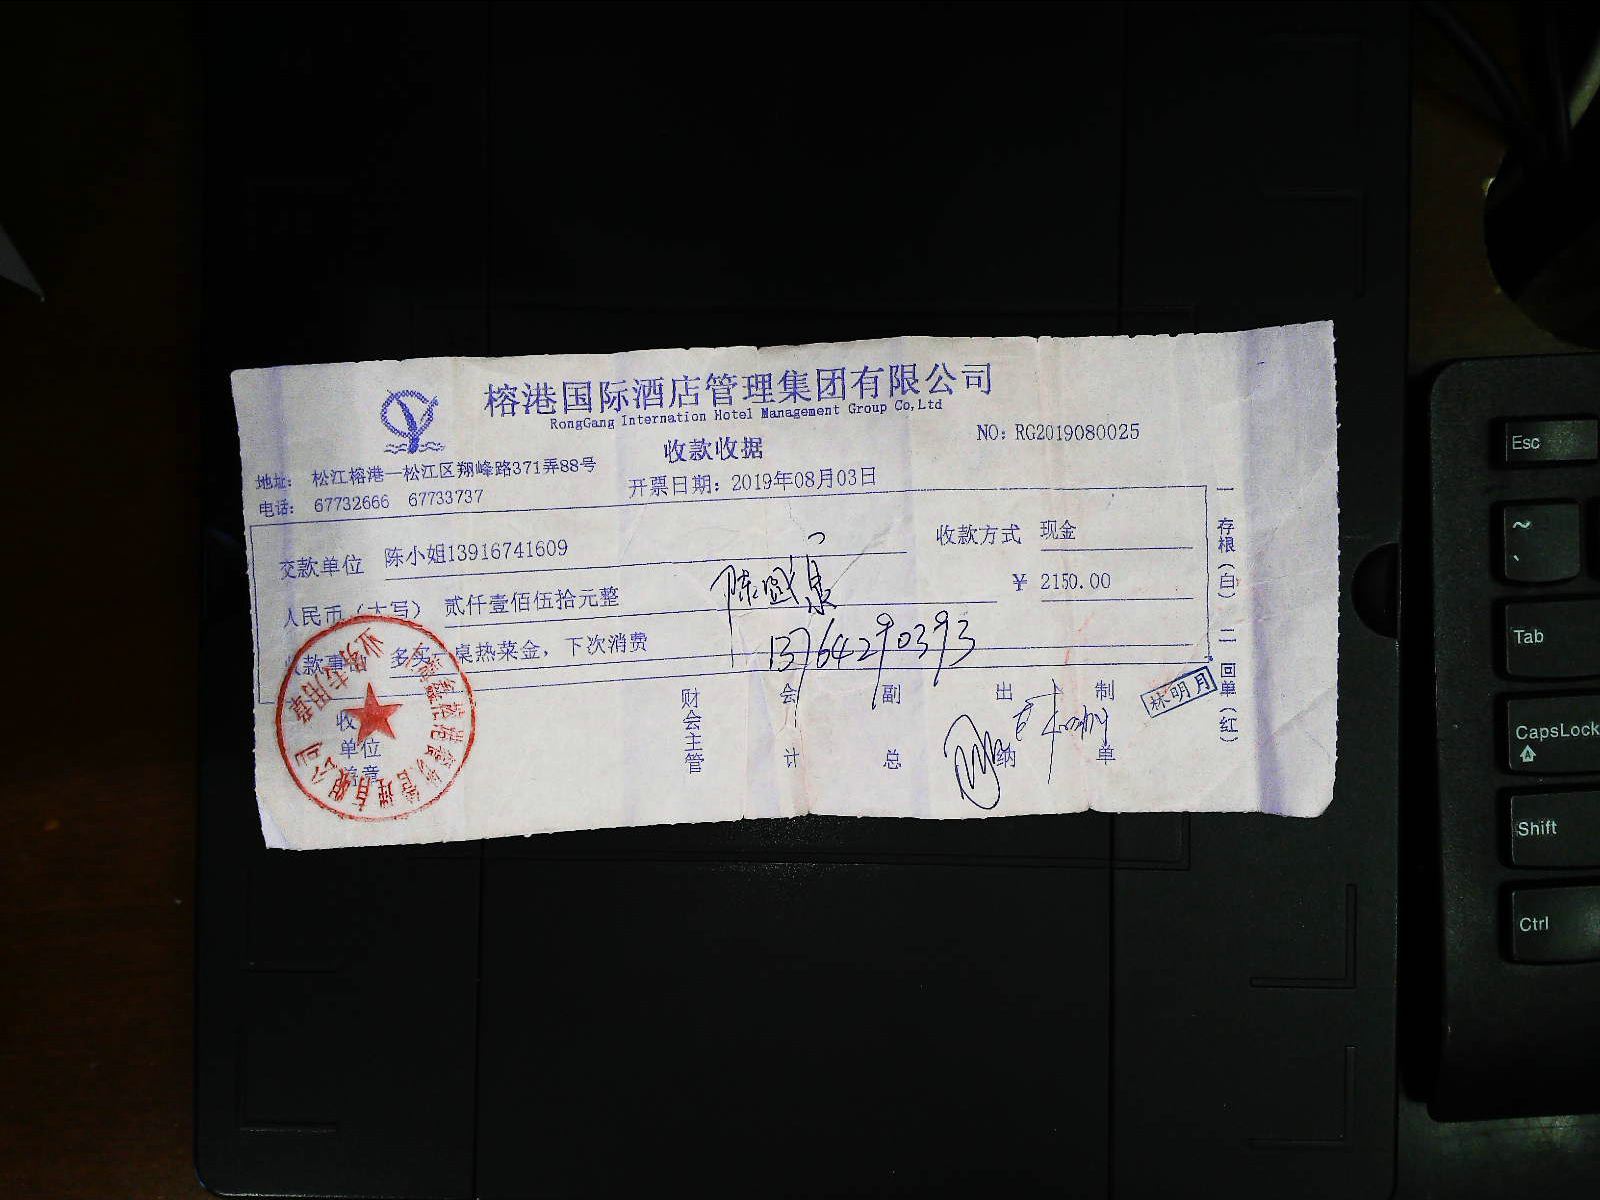 榕港国际酒店管理集团有限公司
RongGang Internation Hotel Management Group Co,Ltd
收款收据
NO: RG2019080025
地址： 松江榕港—松江区翔峰路371弄88号
电话： 67732666 67733737
开票日期：2019年08月03日
交款单位 陈小姐13916741609
收款方式 现金
人民币（大写） 贰仟壹佰伍拾元整
¥ 2150.00
收款事由 多买一桌热菜金，下次消费
13764290393
收款单位盖章
财会主管
会计
副总
出纳
制单
林明月
一存根（白） 二回单（红）
业务专用章
Esc
~
Tab
CapsLock
Shift
Ctrl